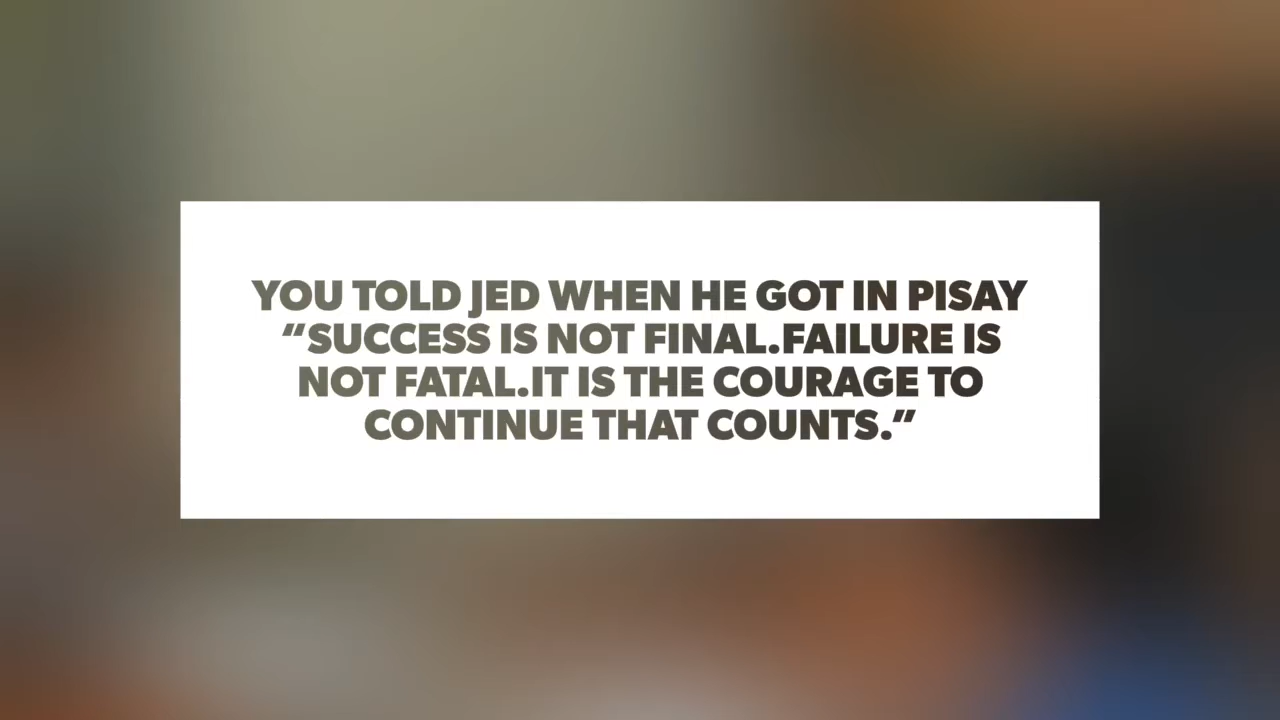 YOU TOLD JED WHEN HE GOT IN PISAY
“SUCCESS IS NOT FINAL.FAILURE IS
NOT FATAL.IT IS THE COURAGE TO
CONTINUE THAT COUNTS.”